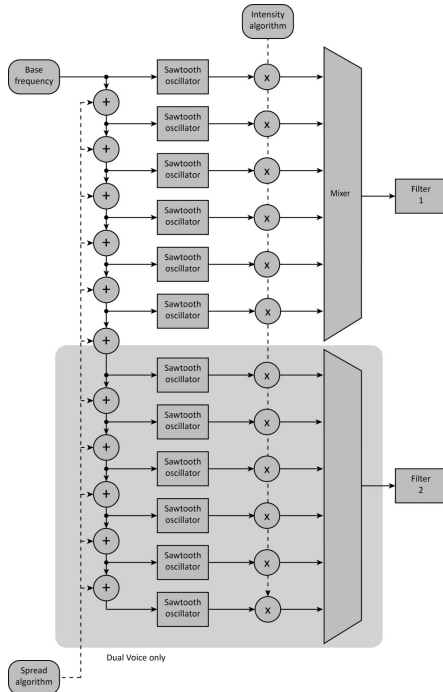 Intensity
algorithm
Base
frequency
Sawtooth
oscillator
x
+
Sawtooth
oscillator
x
+
Sawtooth
oscillator
x
+
Sawtooth
oscillator
x
+
Sawtooth
oscillator
x
+
Sawtooth
oscillator
x
Mixer
Filter
1
+
Sawtooth
oscillator
x
+
Sawtooth
oscillator
x
+
Sawtooth
oscillator
x
+
Sawtooth
oscillator
x
+
Sawtooth
oscillator
x
+
Sawtooth
oscillator
x
Filter
2
Dual Voice only
Spread
algorithm